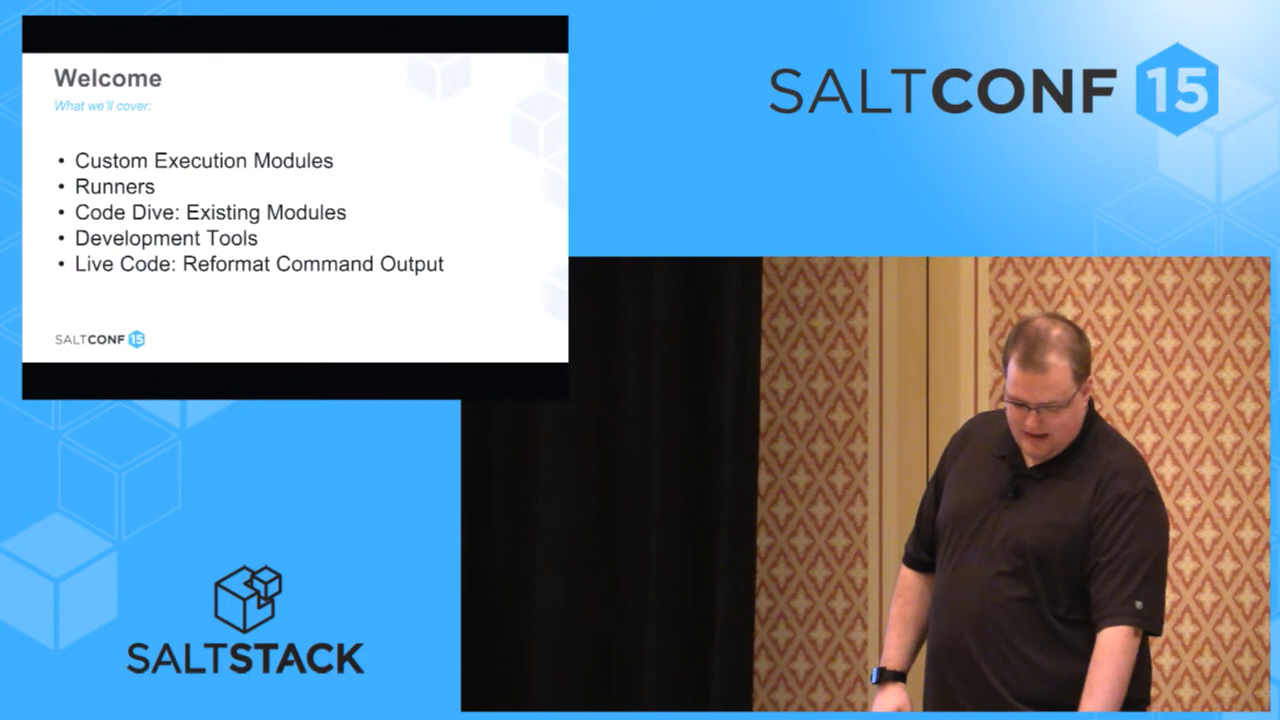 Welcome
What we'll cover:
• Custom Execution Modules
• Runners
• Code Dive: Existing Modules
• Development Tools
• Live Code: Reformat Command Output
SALTCONF 15
SALTCONF 15
SALTSTACK